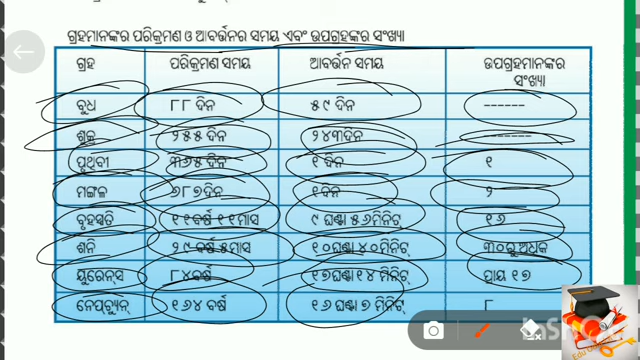 ଗ୍ରହମାନଙ୍କର ପରିକ୍ରମଣ ଓ ଆବର୍ତ୍ତନର ସମୟ ଏବଂ ଉପଗ୍ରହଙ୍କର ସଂଖ୍ୟା
ଗ୍ରହ ପରିକ୍ରମଣ ସମୟ ଆବର୍ତ୍ତନ ସମୟ ଉପଗ୍ରହମାନଙ୍କର
ସଂଖ୍ୟା
ବୁଧ ୮୮ ଦିନ ୫୯ ଦିନ ------
ଶୁକ୍ର ୨୫୫ ଦିନ ୨୪୩ଦିନ -------
ପୃଥିବୀ ୩୬୫ ଦିନ ୧ ଦିନ ୧
ମଙ୍ଗଳ ୬୮୭ଦିନ ୧ଦିନ ୨
ବୃହସ୍ପତି ୧୧ବର୍ଷ ୧୧ମାସ ୯ ଘଣ୍ଟା ୫୬ମିନିଟ୍ ୧୬
ଶନି ୨୯ ବର୍ଷ ୫ମାସ ୧୦ଘଣ୍ଟା ୪୦ମିନିଟ୍ ୩୦ରୁ ଅଧିକ
ୟୁରେନସ ୮୪ବର୍ଷ ୧୭ଘଣ୍ଟା ୧୪ ମିନିଟ୍ ପ୍ରାୟ ୧୭
ନେପଚ୍ୟୁନ୍ ୧୬୪ ବର୍ଷ ୧୬ ଘଣ୍ଟା ୭ ମିନିଟ୍ ୮